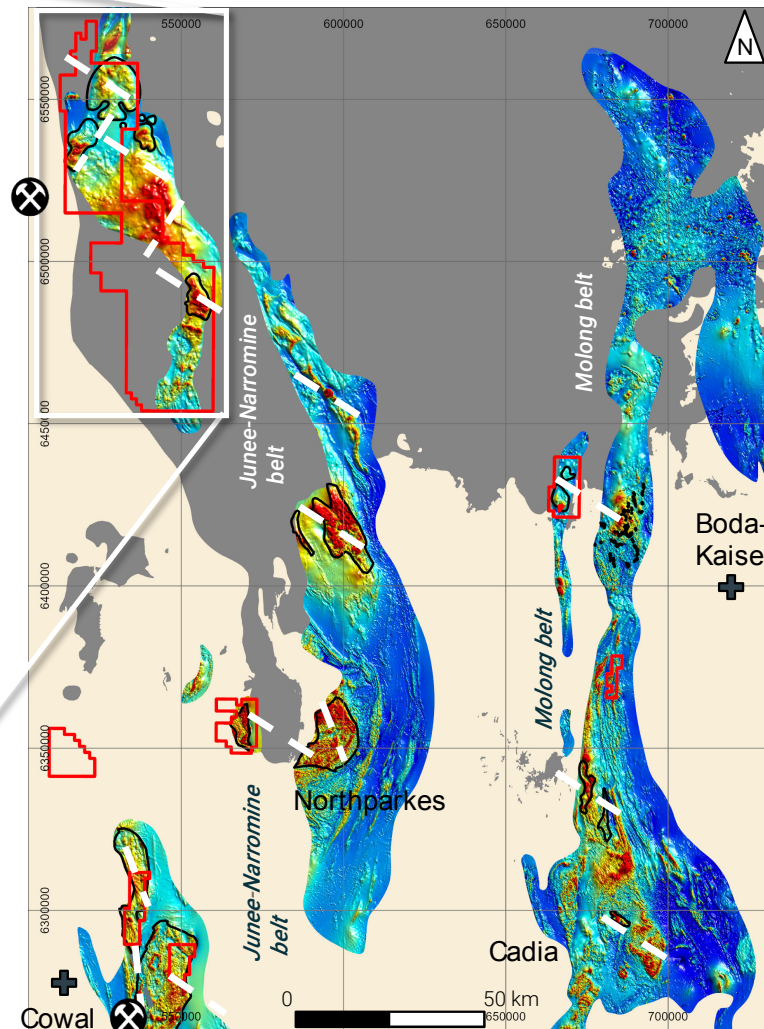 550000
600000
650000
700000
N
6550000
6500000
6450000
6400000
6350000
6300000
Junee-Narromine
belt
Molong belt
Boda-
Kaise
Molong belt
Northparkes
Junee-Narromine
belt
Cadia
Cowal
0
50 km
550000
650000
700000